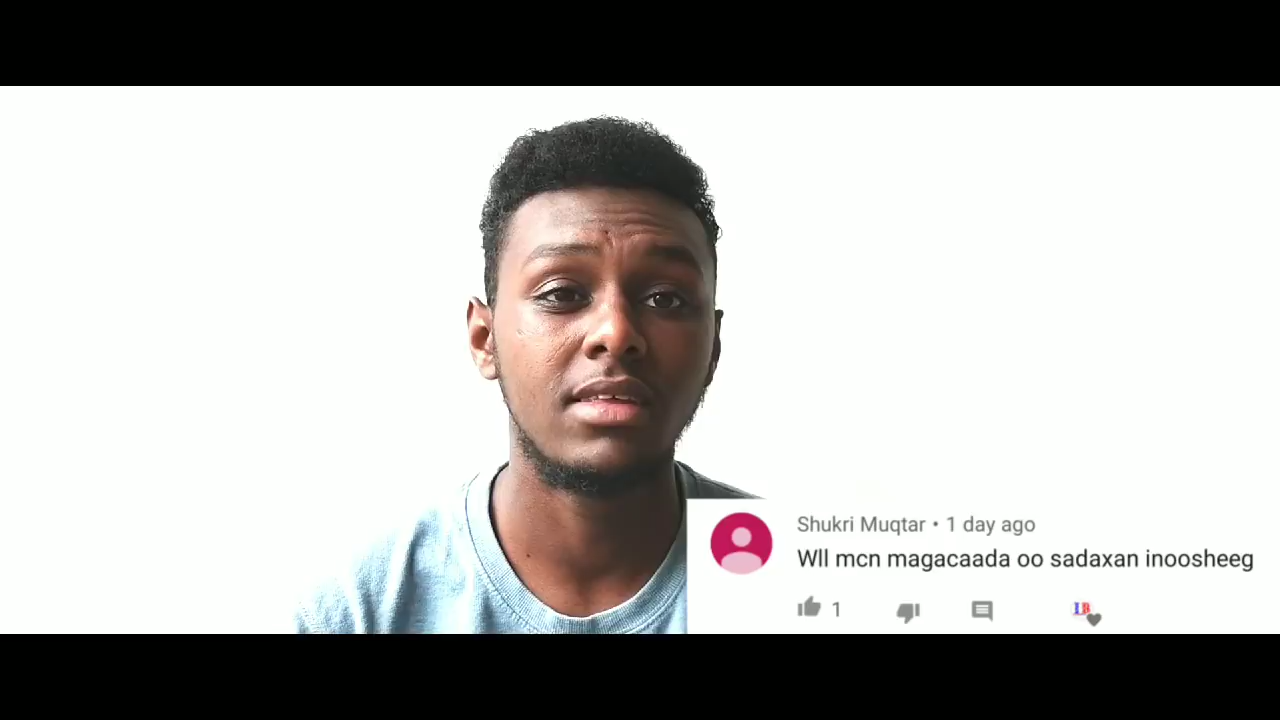 Shukri Muqtar • 1 day ago
Wll mcn magacaada oo sadaxan inoosheeg
1